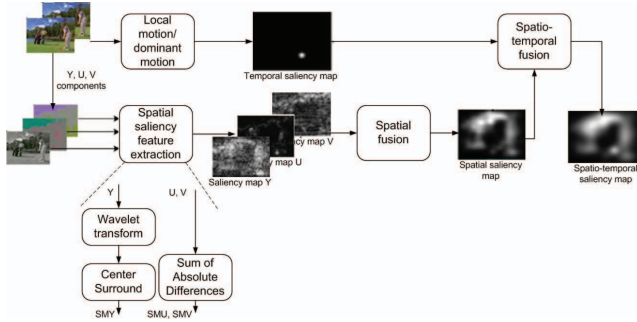 Local
motion/
dominant
motion
Temporal saliency map
Spatio-
temporal
fusion
Y, U, V
components
Spatial
saliency
feature
extraction
ncy map V
y map U
Saliency map Y
Spatial
fusion
Spatial saliency
map
Spatio-temporal
saliency map
Y
U, V
Wavelet
transform
Center
Surround
Sum of
Absolute
Differences
SMY
SMU, SMV